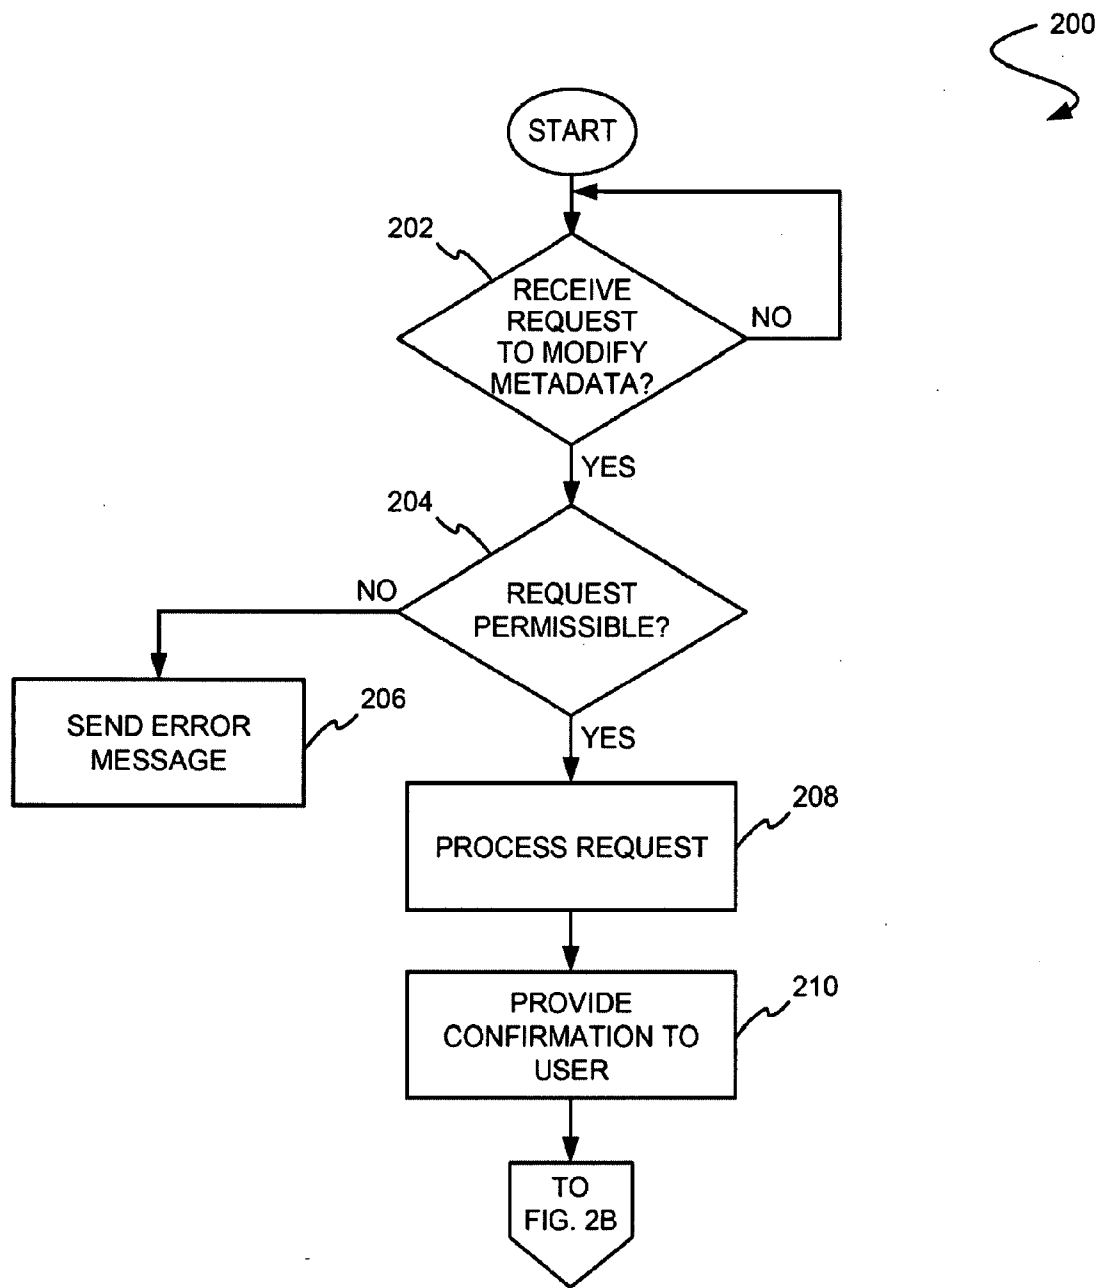 200
START
202
RECEIVE
REQUEST
TO MODIFY
METADATA?
NO
YES
204
NO
REQUEST
PERMISSIBLE?
206
SEND ERROR
MESSAGE
YES
208
PROCESS REQUEST
210
PROVIDE
CONFIRMATION TO
USER
TO
FIG. 2B